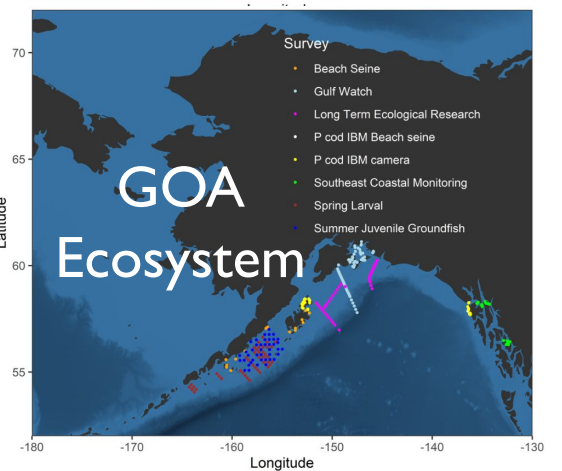 Survey
Beach Seine
Gulf Watch
Long Term Ecological Research
P cod IBM Beach seine
P cod IBM camera
Southeast Coastal Monitoring
Spring Larval
Summer Juvenile Groundfish
GOA
Ecosystem
Latitude
70
65
60
55
-180
-170
-160
-150
-140
-130
Longitude